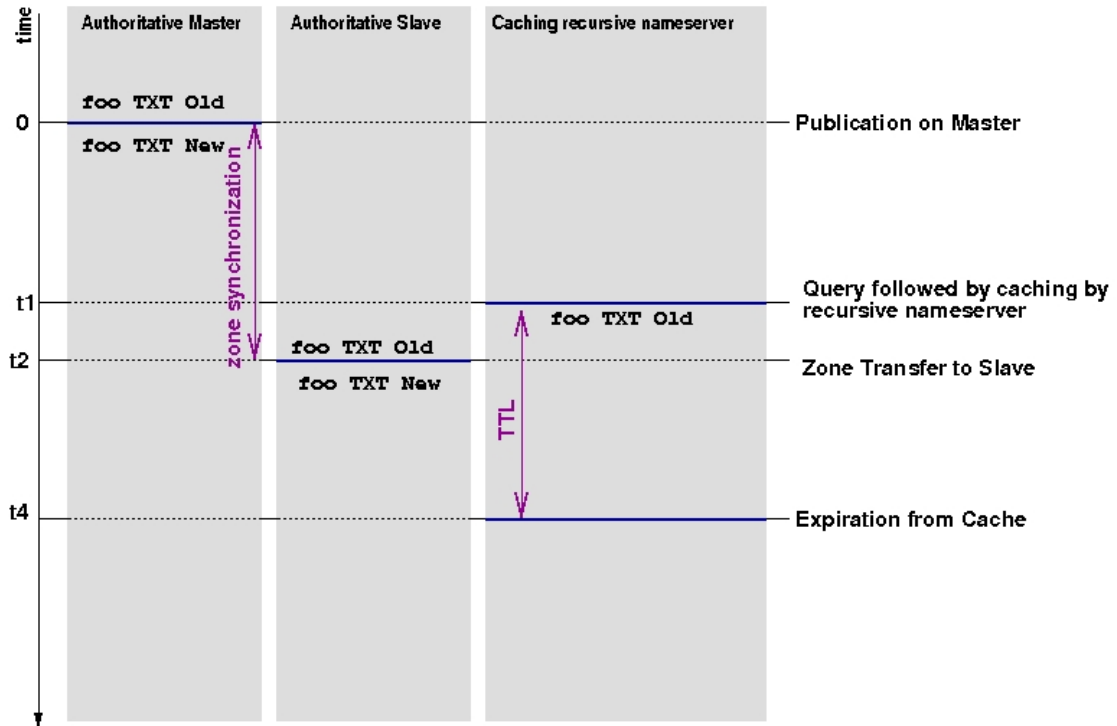 time
Authoritative Master
Authoritative Slave
Caching recursive nameserver
foo TXT Old
0
Publication on Master
foo TXT New
zone synchronization
t1
Query followed by caching by
recursive nameserver
foo TXT Old
foo TXT Old
t2
Zone Transfer to Slave
foo TXT New
TTL
t4
Expiration from Cache